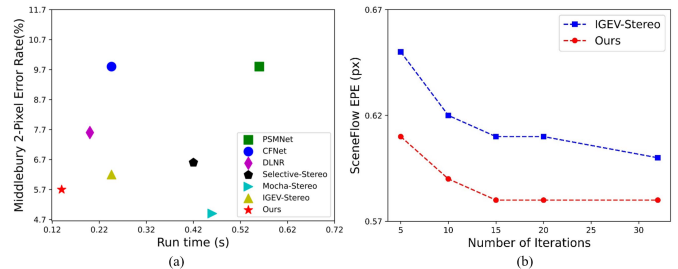 11.7
10.7
9.7
8.7
7.7
6.7
5.7
4.7
Middlebury 2-Pixel Error Rate(%)
PSMNet
CFNet
DLNR
Selective-Stereo
Mocha-Stereo
IGEV-Stereo
Ours
0.12 0.22 0.32 0.42 0.52 0.62 0.72
Run time (s)
(a)
0.67
0.62
0.57
SceneFlow EPE (px)
IGEV-Stereo
Ours
5 10 15 20 25 30
Number of Iterations
(b)